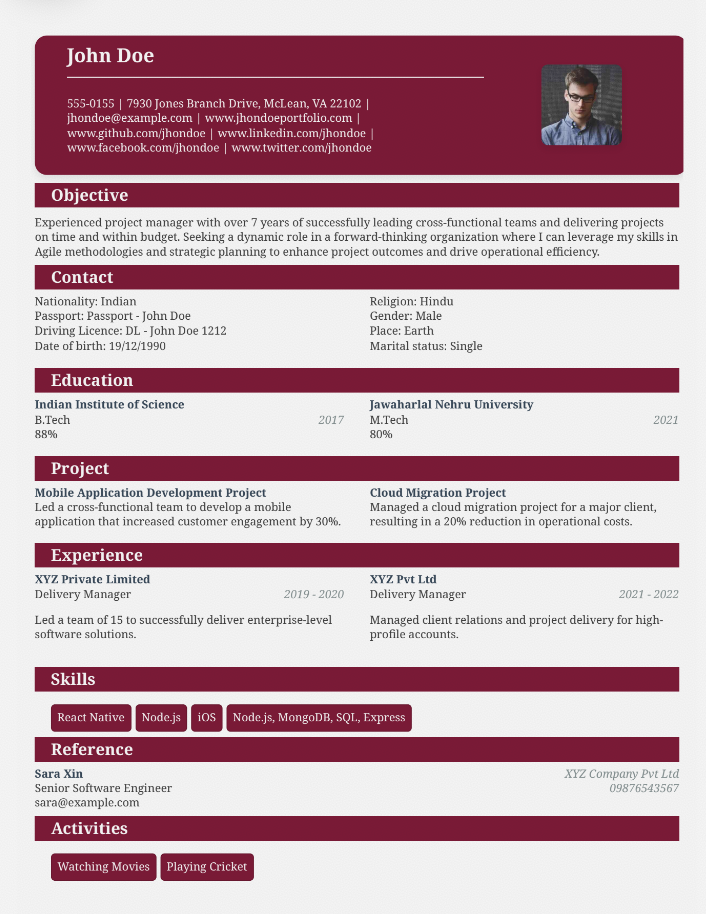 John Doe
555-0155 | 7930 Jones Branch Drive, McLean, VA 22102 |
jhondoe@example.com | www.jhondoeportfolio.com |
www.github.com/jhondoe | www.linkedin.com/jhondoe |
www.facebook.com/jhondoe | www.twitter.com/jhondoe
Objective
Experienced project manager with over 7 years of successfully leading cross-functional teams and delivering projects
on time and within budget. Seeking a dynamic role in a forward-thinking organization where I can leverage my skills in
Agile methodologies and strategic planning to enhance project outcomes and drive operational efficiency.
Contact
Nationality: Indian
Passport: Passport - John Doe
Driving Licence: DL - John Doe 1212
Date of birth: 19/12/1990
Religion: Hindu
Gender: Male
Place: Earth
Marital status: Single
Education
Indian Institute of Science
B.Tech 2017
88%
Jawaharlal Nehru University
M.Tech 2021
80%
Project
Mobile Application Development Project
Led a cross-functional team to develop a mobile
application that increased customer engagement by 30%.
Cloud Migration Project
Managed a cloud migration project for a major client,
resulting in a 20% reduction in operational costs.
Experience
XYZ Private Limited
Delivery Manager 2019 - 2020
Led a team of 15 to successfully deliver enterprise-level
software solutions.
XYZ Pvt Ltd
Delivery Manager 2021 - 2022
Managed client relations and project delivery for high-
profile accounts.
Skills
React Native Node.js iOS Node.js, MongoDB, SQL, Express
Reference
Sara Xin XYZ Company Pvt Ltd
Senior Software Engineer 09876543567
sara@example.com
Activities
Watching Movies Playing Cricket